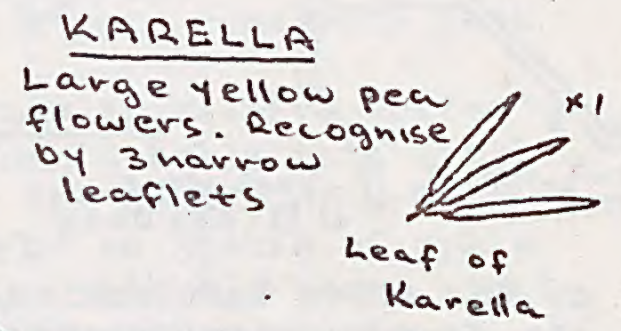 KARELLA
Large yellow pea
flowers. Recognise
by 3 narrow
leaflets
x1
Leaf of
Karella